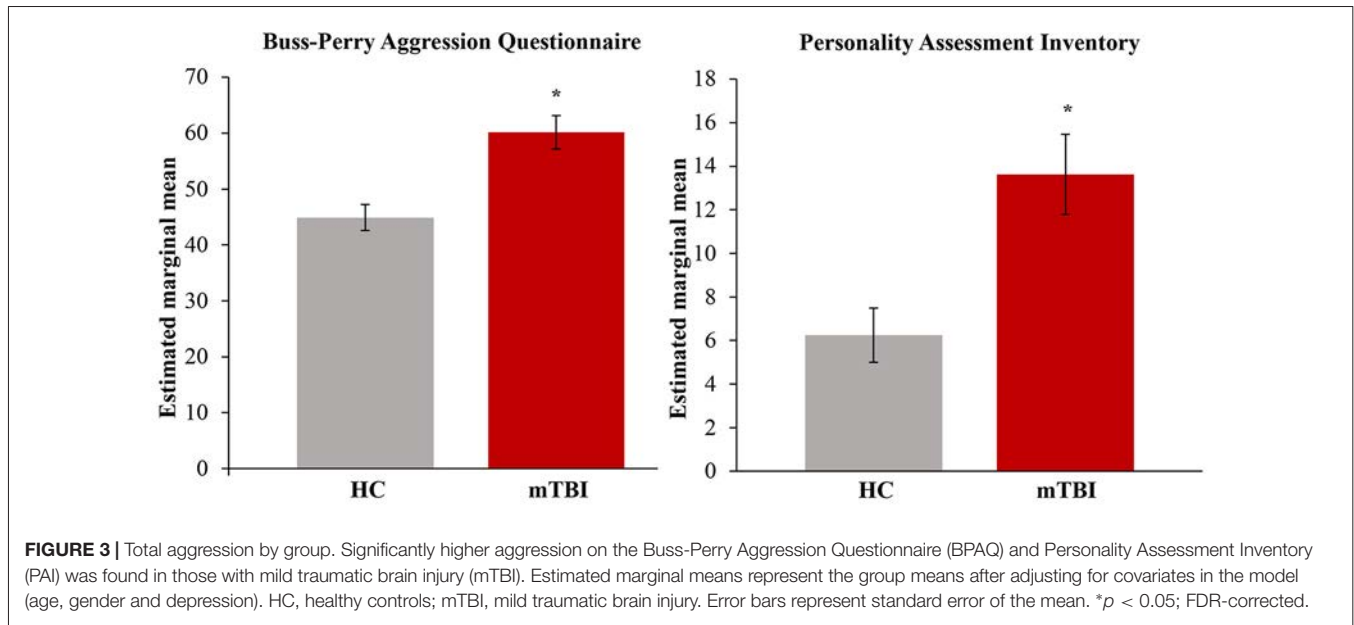 Buss-Perry Aggression Questionnaire
Estimated marginal mean
70
60
50
40
30
20
10
0
*
HC
mTBI
Personality Assessment Inventory
Estimated marginal mean
18
16
14
12
10
8
6
4
2
0
*
HC
mTBI
FIGURE 3 | Total aggression by group. Significantly higher aggression on the Buss-Perry Aggression Questionnaire (BPAQ) and Personality Assessment Inventory
(PAI) was found in those with mild traumatic brain injury (mTBI). Estimated marginal means represent the group means after adjusting for covariates in the model
(age, gender and depression). HC, healthy controls; mTBI, mild traumatic brain injury. Error bars represent standard error of the mean. *p < 0.05; FDR-corrected.